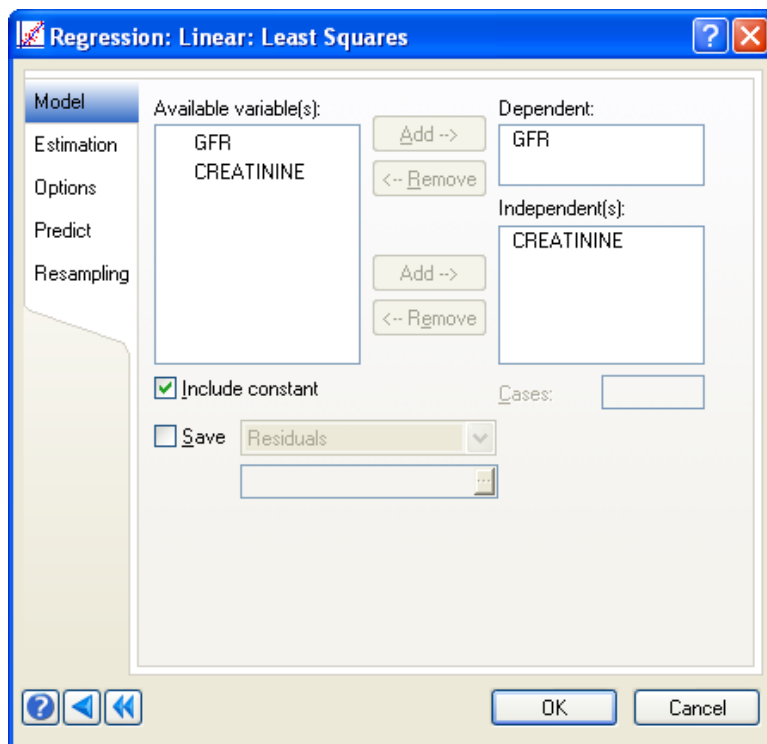 Regression: Linear: Least Squares
Model
Estimation
Options
Predict
Resampling
Available variable(s):
GFR
CREATININE
Add -->
<-- Remove
Add -->
<-- Remove
Dependent:
GFR
Independent(s):
CREATININE
Include constant
Cases:
Save
Residuals
...
OK
Cancel